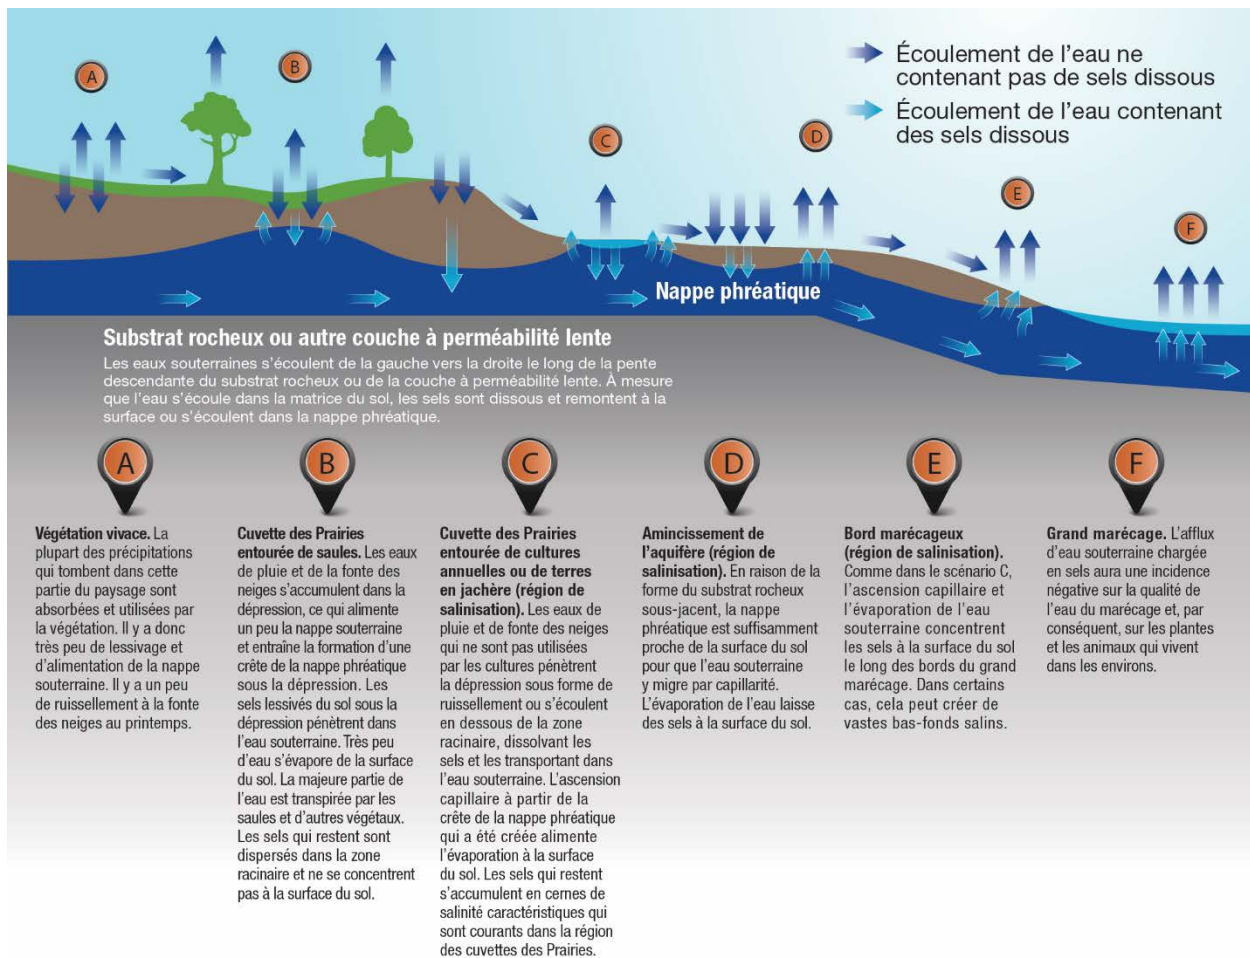 A
B
C
D
E
F
Écoulement de l'eau ne
contenant pas de sels dissous
Écoulement de l'eau contenant
des sels dissous
Nappe phréatique
Substrat rocheux ou autre couche à perméabilité lente
Les eaux souterraines s'écoulent de la gauche vers la droite le long de la pente
descendante du substrat rocheux ou de la couche à perméabilité lente. À mesure
que l'eau s'écoule dans la matrice du sol, les sels sont dissous et remontent à la
surface ou s'écoulent dans la nappe phréatique.
A
Végétation vivace. La
plupart des précipitations
qui tombent dans cette
partie du paysage sont
absorbées et utilisées par
la végétation. Il y a donc
très peu de lessivage et
d'alimentation de la nappe
souterraine. Il y a un peu
de ruissellement à la fonte
des neiges au printemps.
B
Cuvette des Prairies
entourée de saules. Les eaux
de pluie et de la fonte des
neiges s'accumulent dans la
dépression, ce qui alimente
un peu la nappe souterraine
et entraîne la formation d'une
crête de la nappe phréatique
sous la dépression. Les
sels lessivés du sol sous la
dépression pénètrent dans
l'eau souterraine. Très peu
d'eau s'évapore de la surface
du sol. La majeure partie de
l'eau est transpirée par les
saules et d'autres végétaux.
Les sels qui restent sont
dispersés dans la zone
racinaire et ne se concentrent
pas à la surface du sol.
C
Cuvette des Prairies
entourée de cultures
annuelles ou de terres
en jachère (région de
salinisation). Les eaux de
pluie et de fonte des neiges
qui ne sont pas utilisées
par les cultures pénètrent
la dépression sous forme de
ruissellement ou s'écoulent
en dessous de la zone
racinaire, dissolvant les
sels et les transportant dans
l'eau souterraine. L'ascension
capillaire à partir de la
crête de la nappe phréatique
qui a été créée alimente
l'évaporation à la surface
du sol. Les sels qui restent
s'accumulent en cernes de
salinité caractéristiques qui
sont courants dans la région
des cuvettes des Prairies.
D
Amincissement de
l'aquifère (région de
salinisation). En raison de la
forme du substrat rocheux
sous-jacent, la nappe
phréatique est suffisamment
proche de la surface du sol
pour que l'eau souterraine
y migre par capillarité.
L'évaporation de l'eau laisse
des sels à la surface du sol.
E
Bord marécageux
(région de salinisation).
Comme dans le scénario C,
l'ascension capillaire et
l'évaporation de l'eau
souterraine concentrent
les sels à la surface du sol
le long des bords du grand
marécage. Dans certains
cas, cela peut créer de
vastes bas-fonds salins.
F
Grand marécage. L'afflux
d'eau souterraine chargée
en sels aura une incidence
négative sur la qualité de
l'eau du marécage et, par
conséquent, sur les plantes
et les animaux qui vivent
dans les environs.